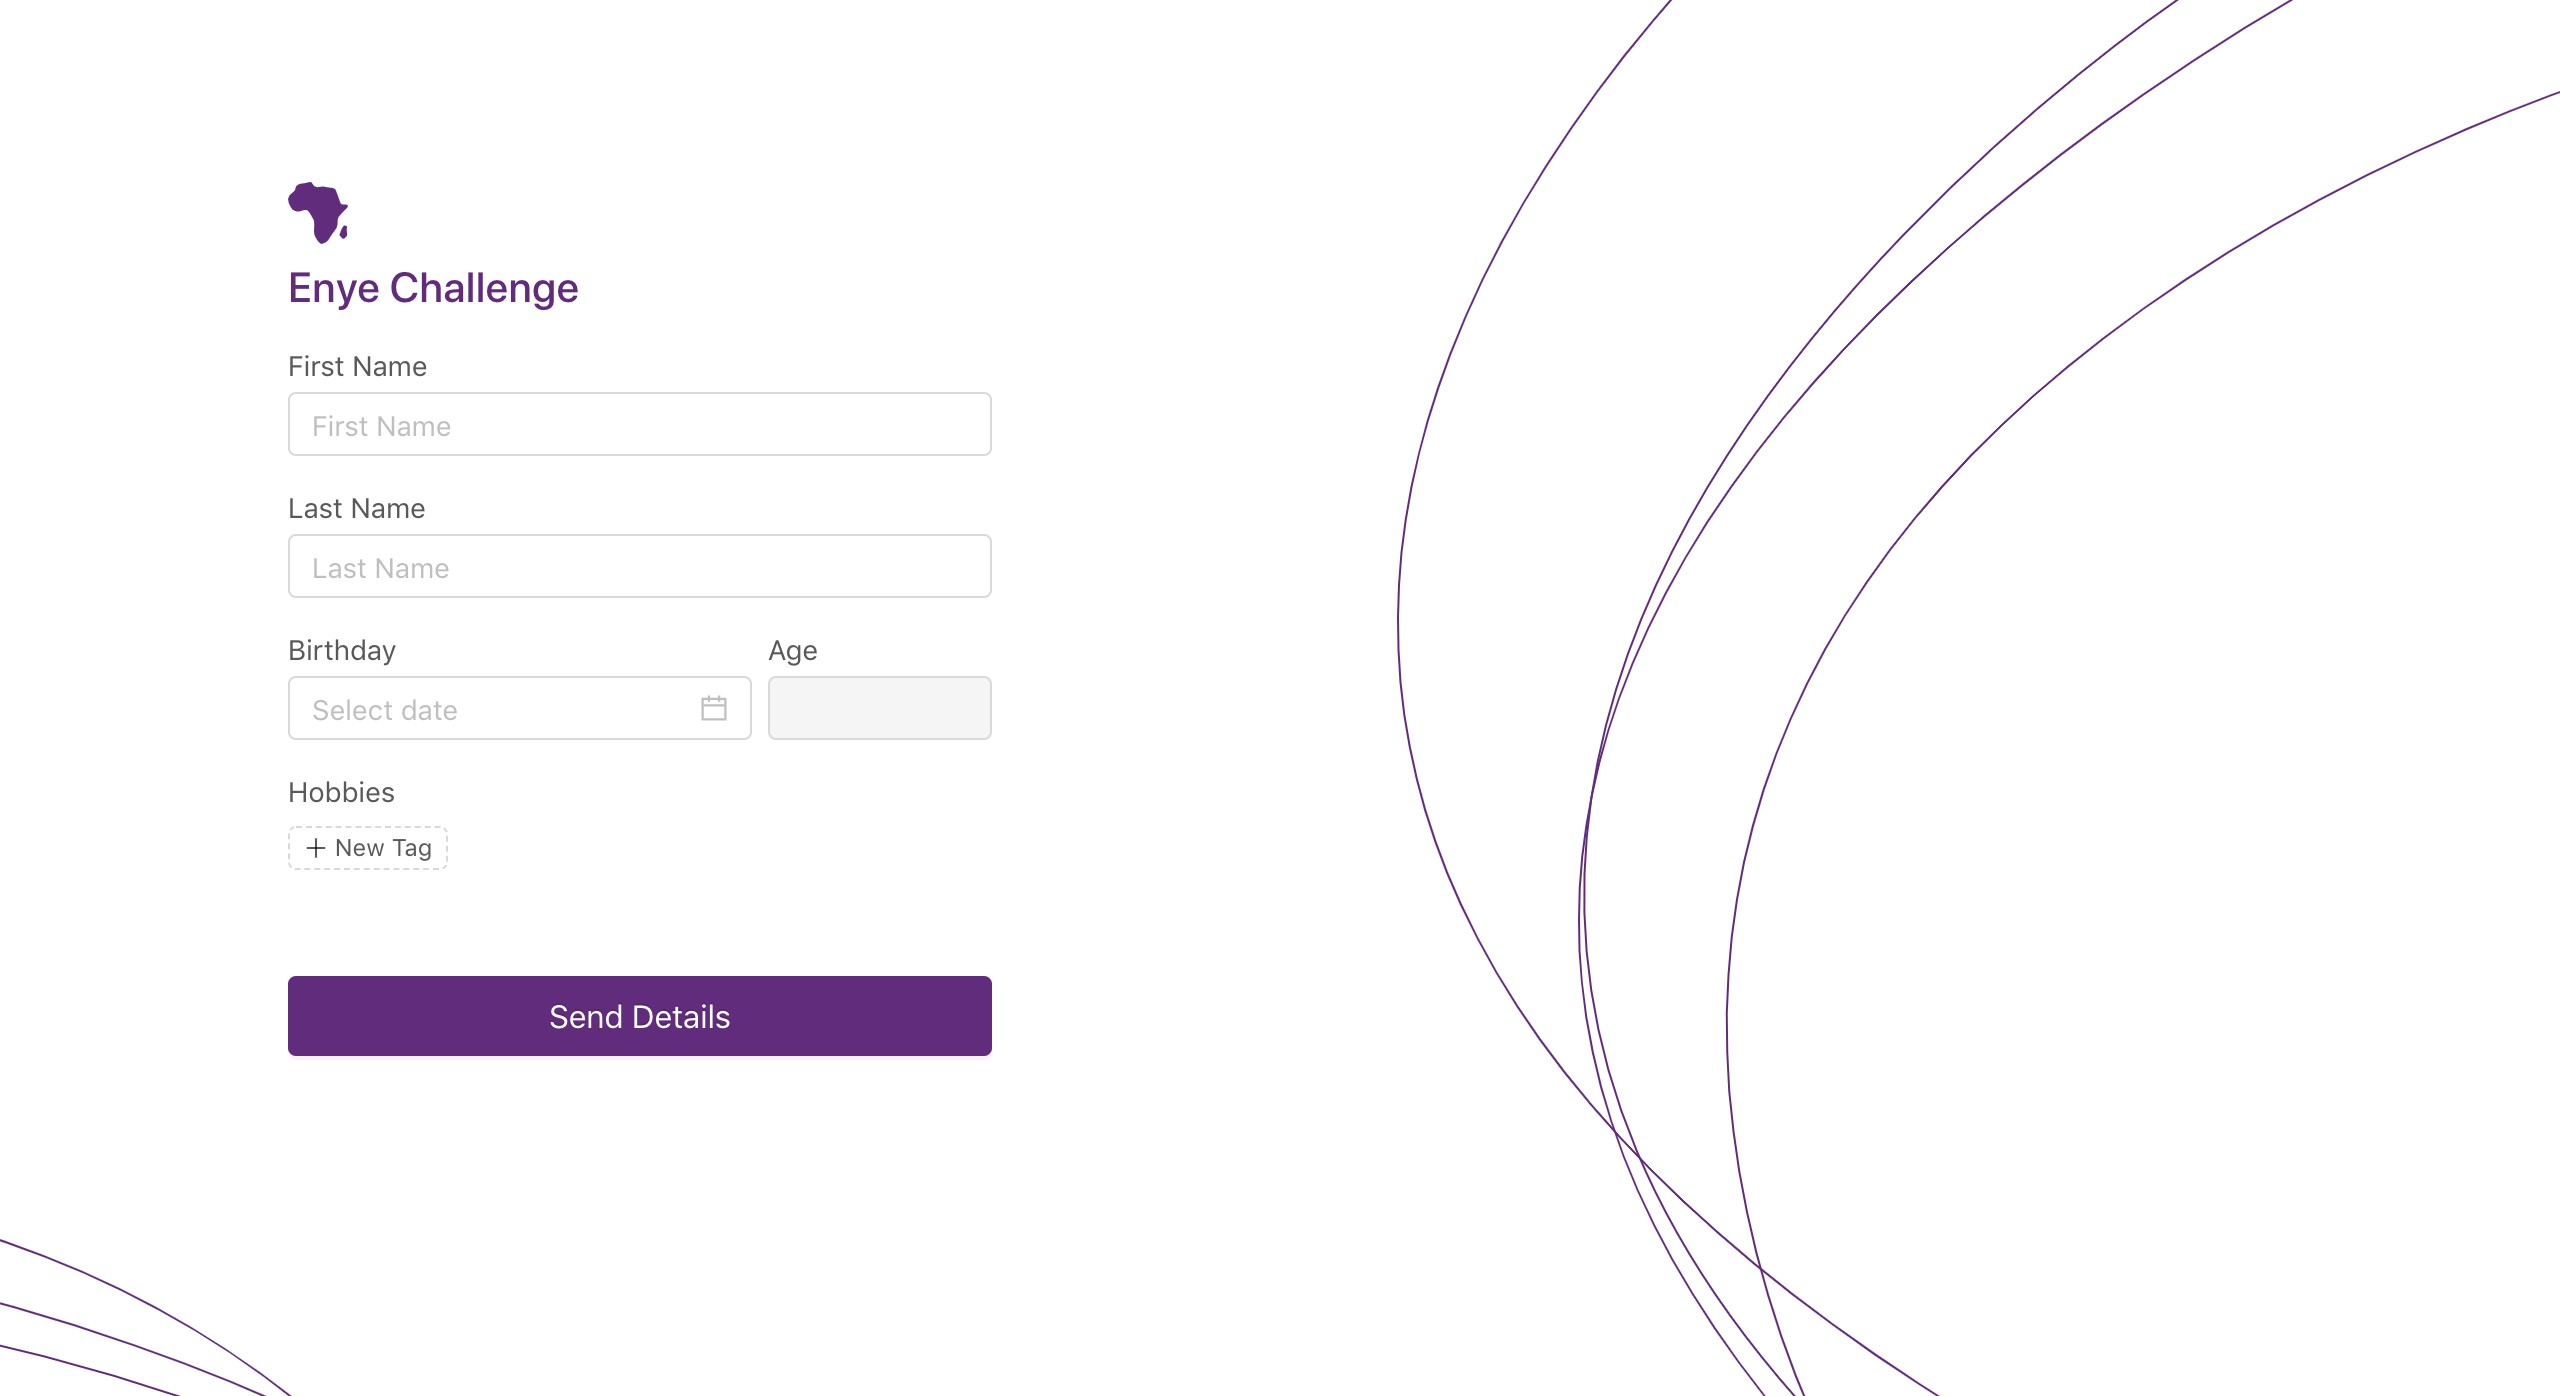 Enye Challenge
First Name
First Name
Last Name
Last Name
Birthday Age
Select date
Hobbies
+ New Tag
Send Details